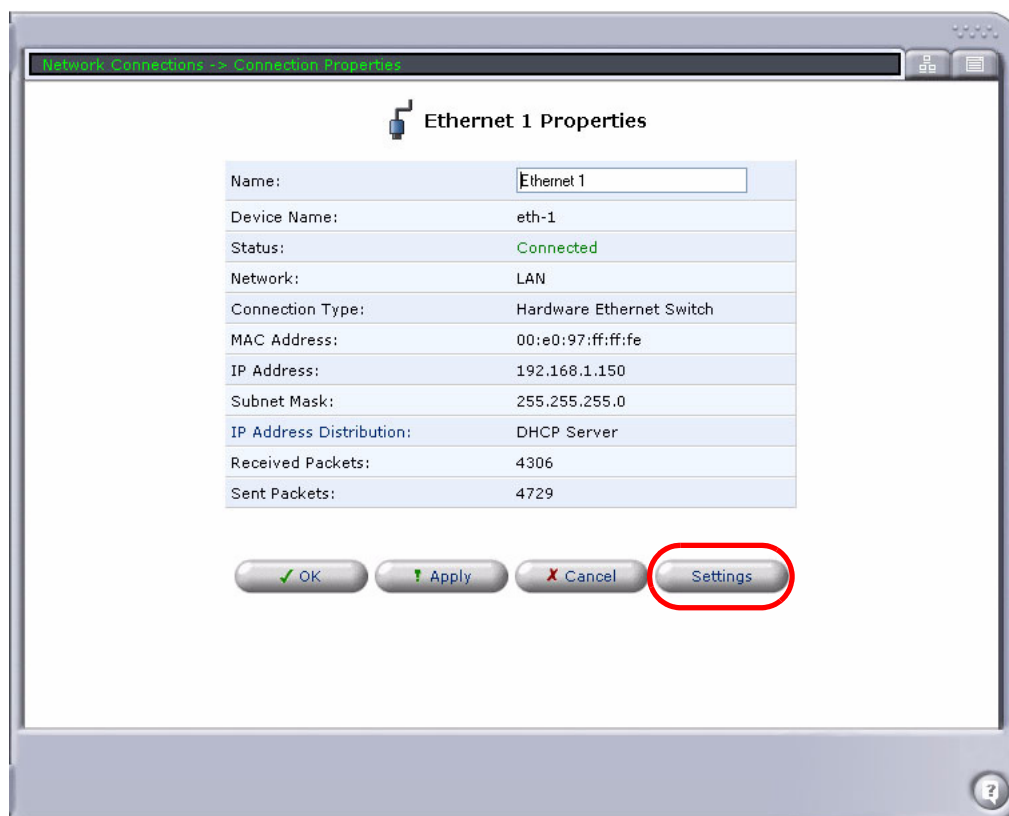 Network Connections -> Connection Properties
Ethernet 1 Properties
Name: Ethernet 1
Device Name: eth-1
Status: Connected
Network: LAN
Connection Type: Hardware Ethernet Switch
MAC Address: 00:e0:97:ff:ff:fe
IP Address: 192.168.1.150
Subnet Mask: 255.255.255.0
IP Address Distribution: DHCP Server
Received Packets: 4306
Sent Packets: 4729
✓ OK ! Apply ✗ Cancel Settings
?